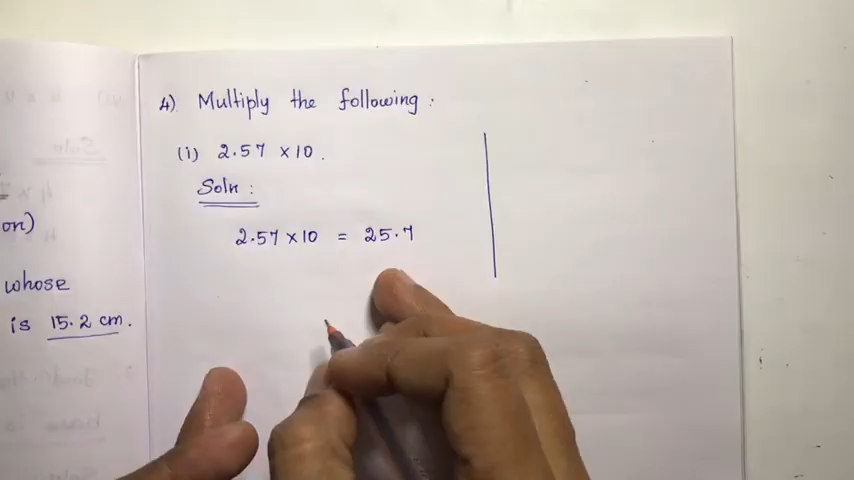 4) Multiply the following :
(i) 2.57 × 10.
Soln :
2.57 × 10 = 25.7
on)
whose
is 15.2 cm.